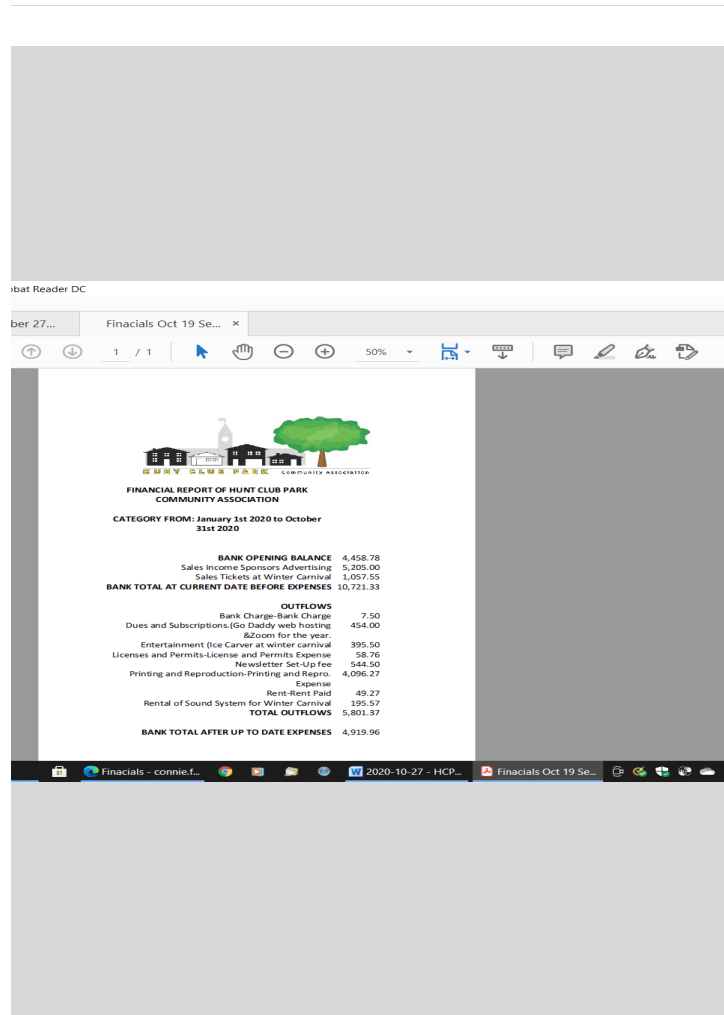 obat Reader DC
ber 27...
Finacials Oct 19 Se... ×
1 / 1
50%
HUNT CLUB PARK Community Association
FINANCIAL REPORT OF HUNT CLUB PARK
COMMUNITY ASSOCIATION
CATEGORY FROM: January 1st 2020 to October
31st 2020
BANK OPENING BALANCE 4,458.78
Sales Income Sponsors Advertising 5,205.00
Sales Tickets at Winter Carnival 1,057.55
BANK TOTAL AT CURRENT DATE BEFORE EXPENSES 10,721.33
OUTFLOWS
Bank Charge-Bank Charge 7.50
Dues and Subscriptions.(Go Daddy web hosting 454.00
&Zoom for the year.
Entertainment (Ice Carver at winter carnival 395.50
Licenses and Permits-License and Permits Expense 58.76
Newsletter Set-Up fee 544.50
Printing and Reproduction-Printing and Repro. 4,096.27
Expense
Rent-Rent Paid 49.27
Rental of Sound System for Winter Carnival 195.57
TOTAL OUTFLOWS 5,801.37
BANK TOTAL AFTER UP TO DATE EXPENSES 4,919.96
Finacials - connie.f...
2020-10-27 - HCP...
Finacials Oct 19 Se...